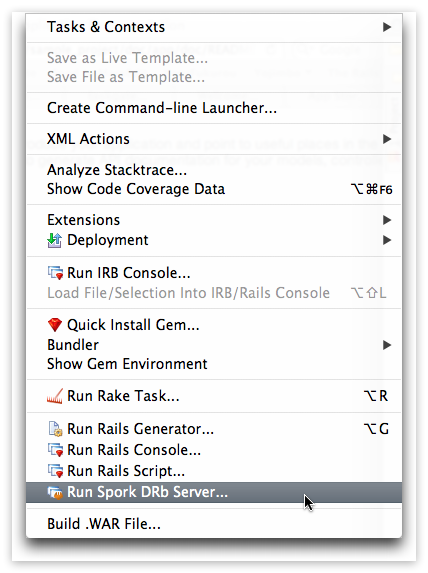 Tasks & Contexts
Save as Live Template...
Save File as Template...
Create Command-line Launcher...
XML Actions
Analyze Stacktrace...
Show Code Coverage Data ⌥⌘F6
Extensions
Deployment
Run IRB Console...
Load File/Selection Into IRB/Rails Console ⌥⇧L
Quick Install Gem...
Bundler
Show Gem Environment
Run Rake Task... ⌥R
Run Rails Generator... ⌥G
Run Rails Console...
Run Rails Script...
Run Spork DRb Server...
Build .WAR File...